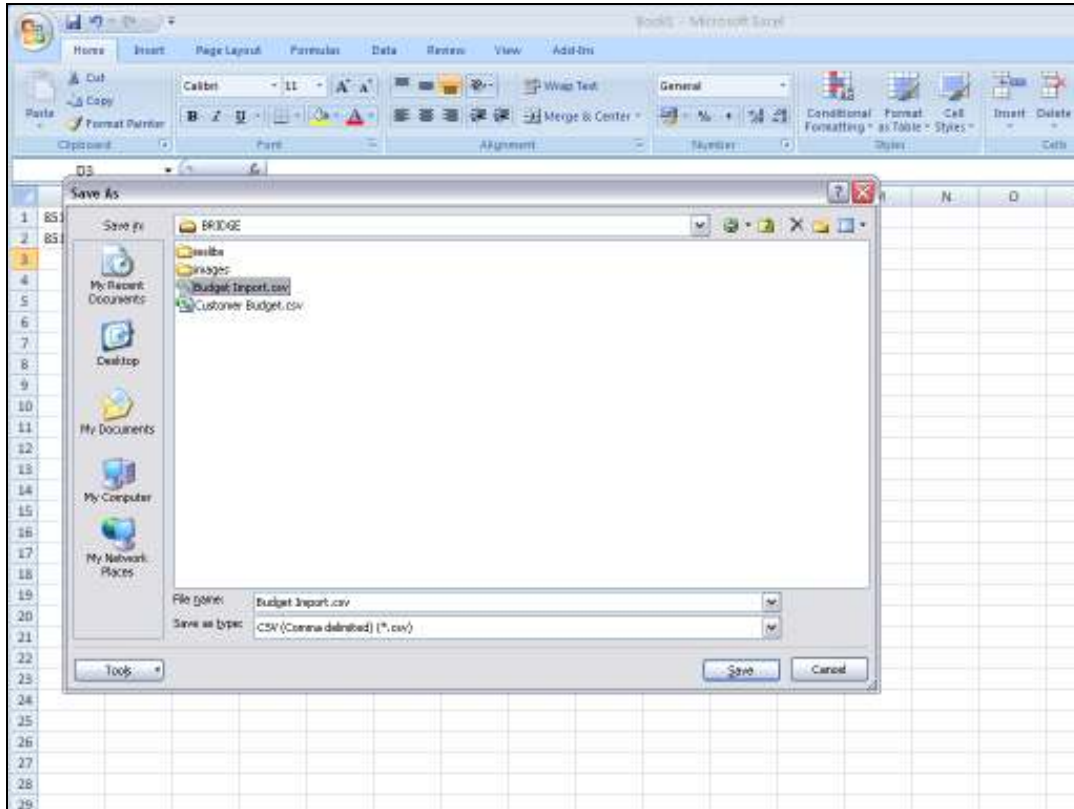 Book1 - Microsoft Excel
Home Insert Page Layout Formulas Data Review View Add-Ins
Cut
Copy
Format Painter
Paste
Calibri 11 A A
Wrap Text
General
B I U
Merge & Center
% ,
Conditional Formatting
Format as Table
Cell Styles
Insert
Delete
Clipboard Font Alignment Number Styles Cells
D3 fx
Save As
N O
Save in:
BRIDGE
images
Budget Import.csv
Customer Budget.csv
My Recent Documents
Desktop
My Documents
My Computer
My Network Places
File name: Budget Import.csv
Save as type: CSV (Comma delimited) (*.csv)
Tools
Save
Cancel
1 851
2 851
3
4
5
6
7
8
9
10
11
12
13
14
15
16
17
18
19
20
21
22
23
24
25
26
27
28
29